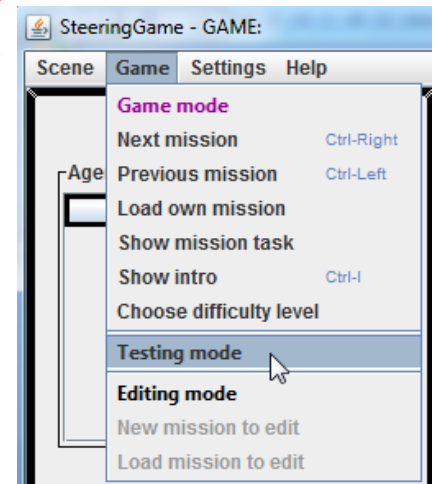 SteeringGame - GAME:
Scene Game Settings Help
Game mode
Next mission Ctrl-Right
Previous mission Ctrl-Left
Load own mission
Show mission task
Show intro Ctrl-I
Choose difficulty level
Testing mode
Editing mode
New mission to edit
Load mission to edit